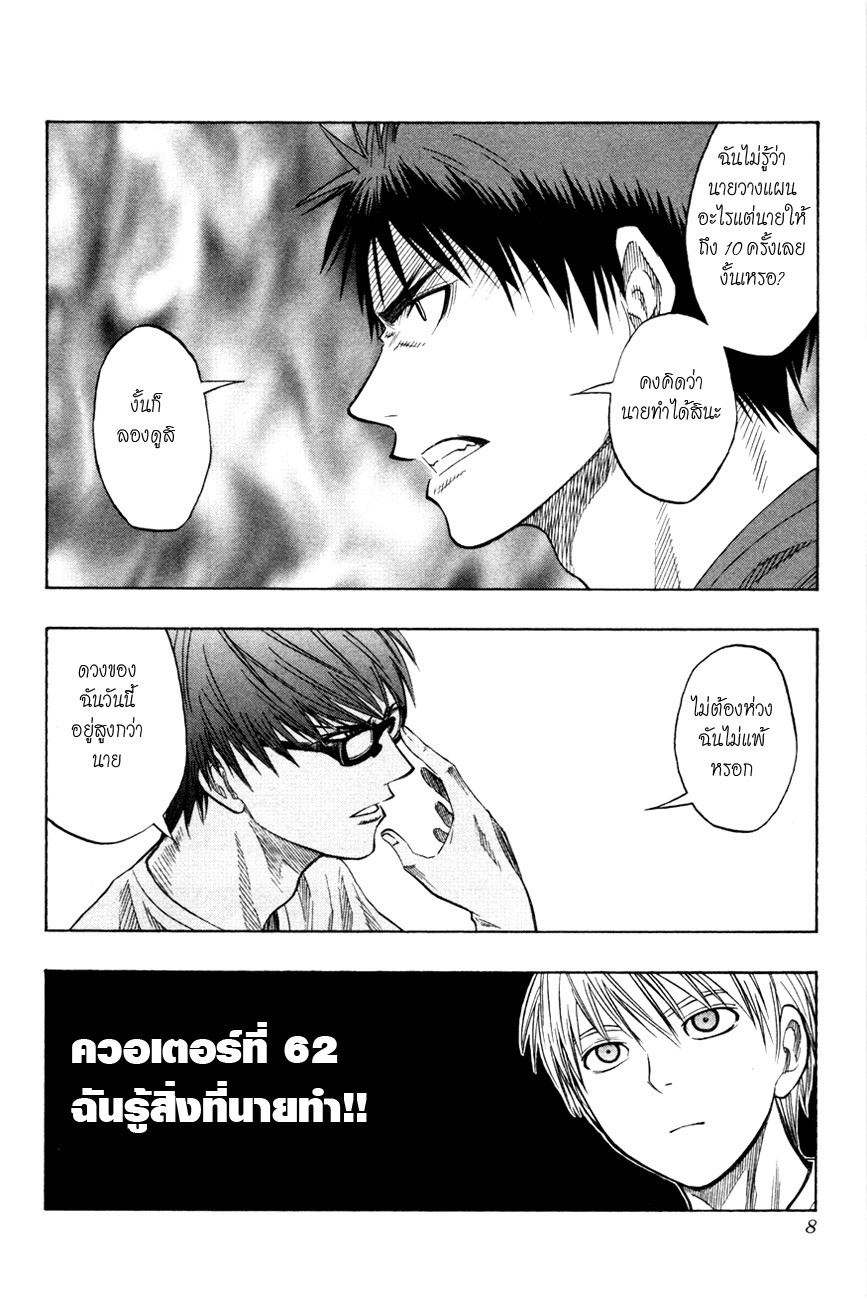 ฉันไม่รู้ว่า
นายวางแผน
อะไรแต่นายให้
ถึง 10 ครั้งเลย
งั้นเหรอ?
คงคิดว่า
นายทำได้สินะ
งั้นก็
ลองดูสิ
ไม่ต้องห่วง
ฉันไม่แพ้
หรอก
ดวงของ
ฉันวันนี้
อยู่สูงกว่า
นาย
ควอเตอร์ที่ 62
ฉันรู้สิ่งที่นายทำ!!
8